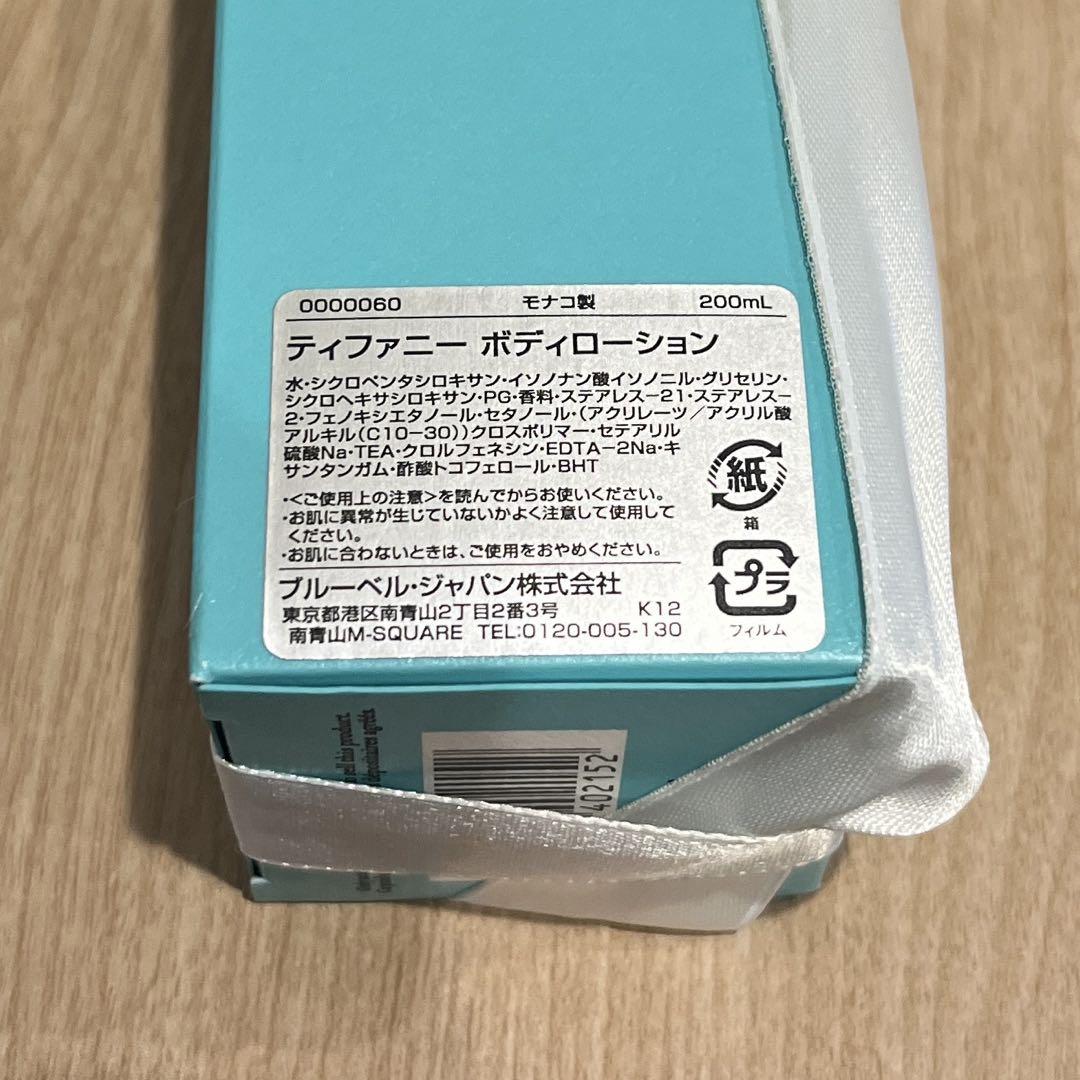 0000060 モナコ製 200mL
ティファニー ボディローション
水・シクロペンタシロキサン・イソノナン酸イソノニル・グリセリン・
シクロヘキサシロキサン・PG・香料・ステアレス−21・ステアレス−
2・フェノキシエタノール・セタノール・(アクリレーツ/アクリル酸
アルキル(C10−30))クロスポリマー・セテアリル
硫酸Na・TEA・クロルフェネシン・EDTA−2Na・キ
サンタンガム・酢酸トコフェロール・BHT
・<ご使用上の注意>を読んでからお使いください。
・お肌に異常が生じていないかよく注意して使用して
ください。
・お肌に合わないときは、ご使用をおやめください。
ブルーベル・ジャパン株式会社
東京都港区南青山2丁目2番3号 K12
南青山M-SQUARE TEL:0120-005-130
紙
箱
プラ
フィルム
sell this product.
dépositaires agréés.
402152